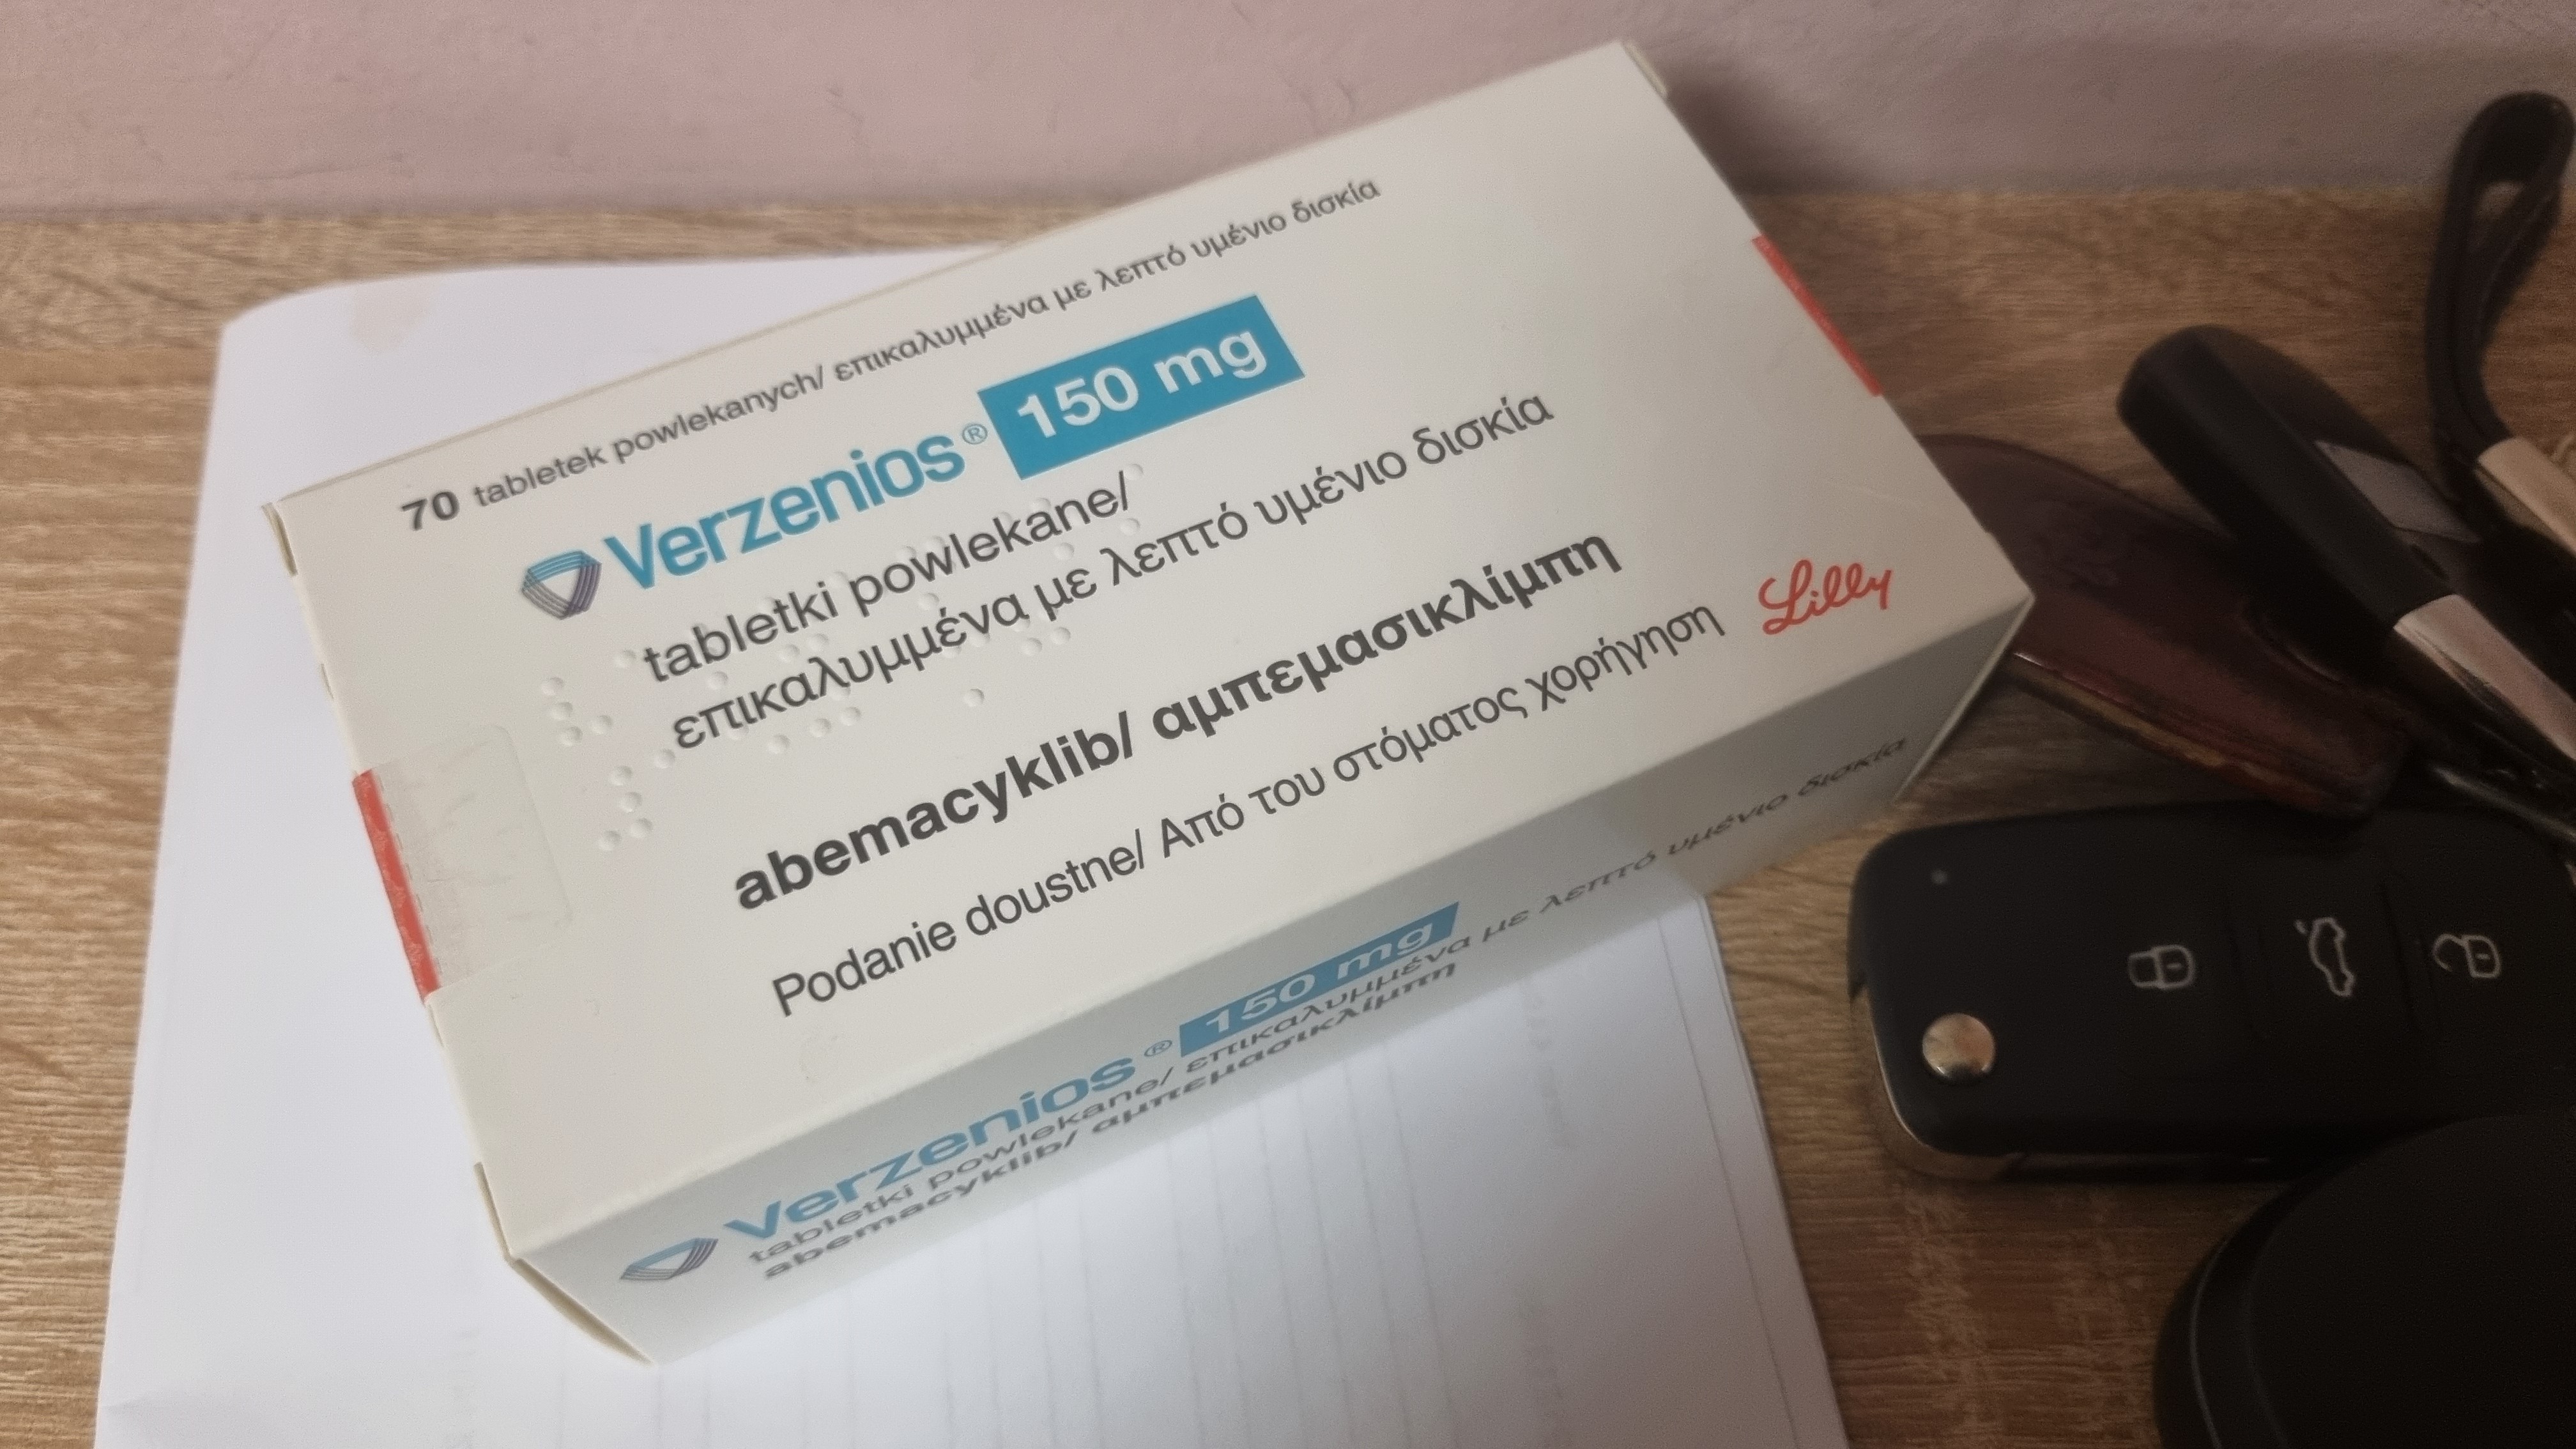 70 tabletek powlekanych/ επικαλυμμένα με λεπτό υμένιο δισκία
Verzenios® 150 mg
tabletki powlekane/
επικαλυμμένα με λεπτό υμένιο δισκία
abemacyklib/ αμπεμασικλίμπη
Podanie doustne/ Από του στόματος χορήγηση
Lilly
Verzenios® 150 mg
tabletki powlekane/ επικαλυμμένα με λεπτό υμένιο δισκία
abemacyklib/ αμπεμασικλίμπη